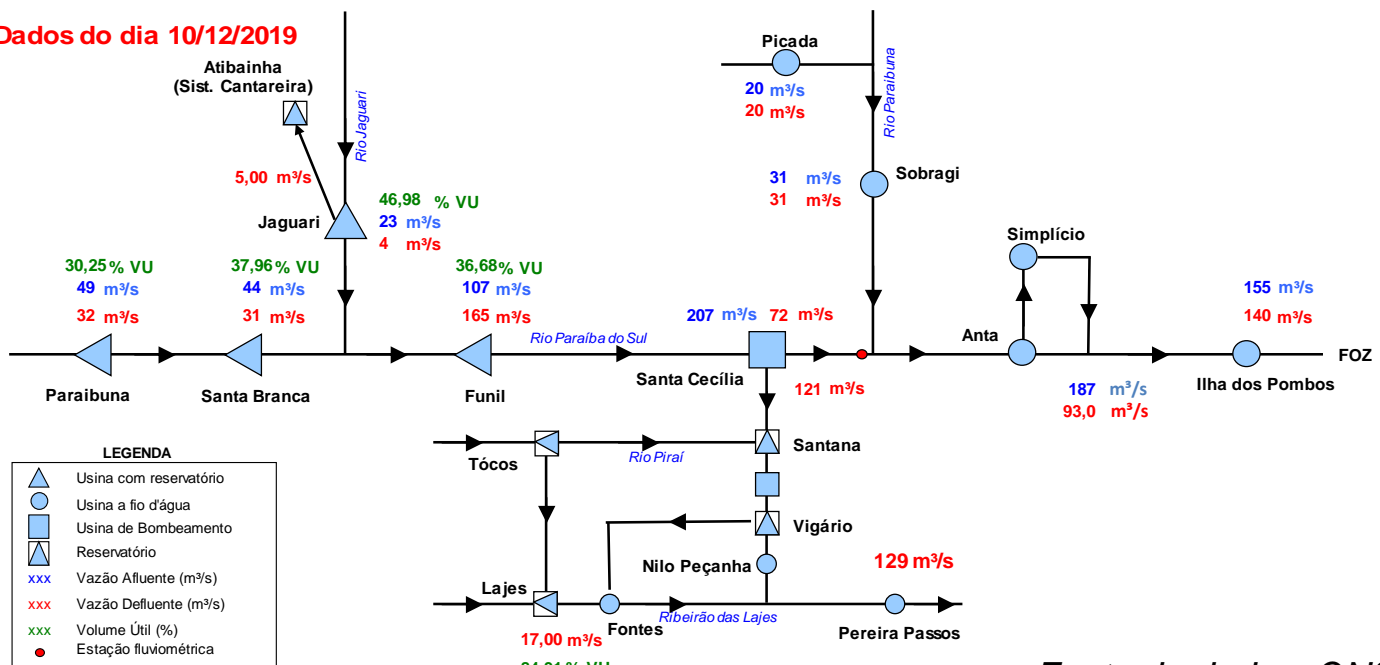 Dados do dia 10/12/2019
Atibainha
(Sist. Cantareira)
Rio Jaguari
5,00 m³/s
Jaguari
46,98 % VU
23 m³/s
4 m³/s
Picada
20 m³/s
20 m³/s
Rio Paraibuna
31 m³/s
31 m³/s
Sobragi
Simplício
30,25% VU
49 m³/s
32 m³/s
37,96% VU
44 m³/s
31 m³/s
36,68% VU
107 m³/s
165 m³/s
Rio Paraíba do Sul
207 m³/s 72 m³/s
Anta
155 m³/s
140 m³/s
FOZ
Paraibuna
Santa Branca
Funil
Santa Cecília
121 m³/s
187 m³/s
93,0 m³/s
Ilha dos Pombos
Tócos
Rio Piraí
Santana
Vigário
Nilo Peçanha
129 m³/s
Lajes
Fontes
Ribeirão das Lajes
Pereira Passos
17,00 m³/s
LEGENDA
Usina com reservatório
Usina a fio d'água
Usina de Bombeamento
Reservatório
xxx Vazão Afluente (m³/s)
xxx Vazão Defluente (m³/s)
xxx Volume Útil (%)
Estação fluviométrica